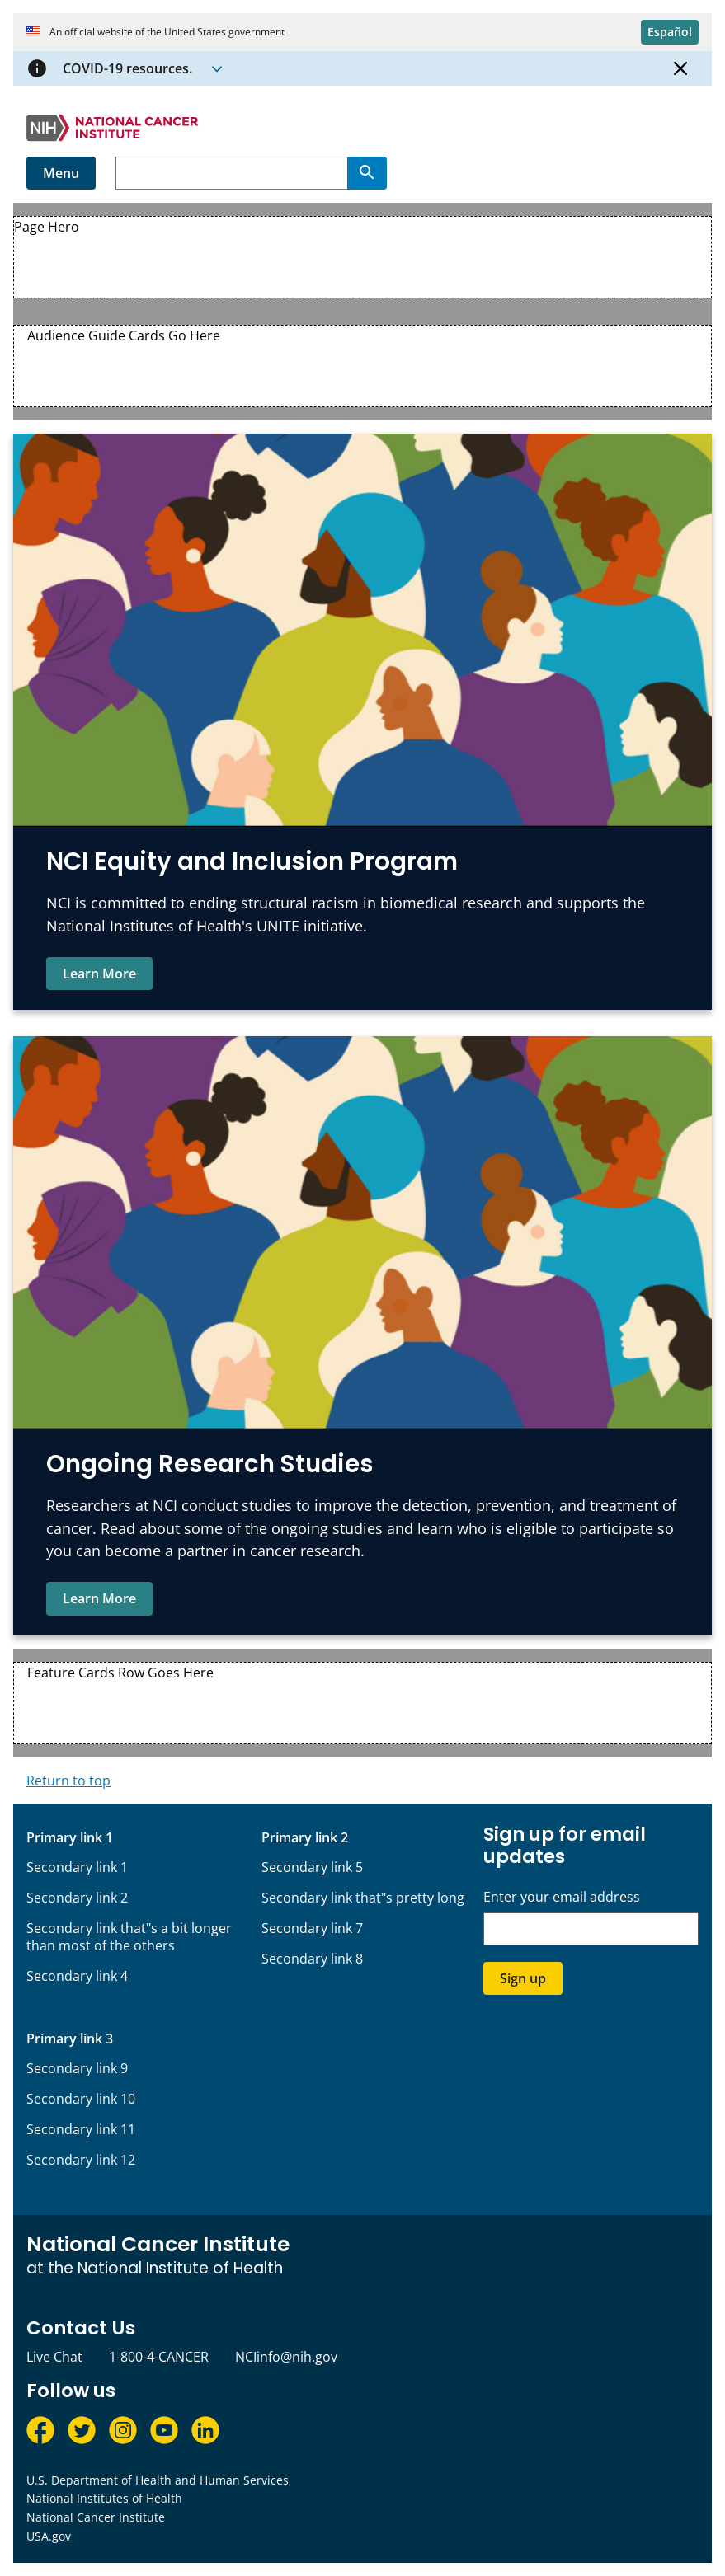 An official website of the United States government
Español
COVID-19 resources.
NIH
NATIONAL CANCER
INSTITUTE
Menu
Page Hero
Audience Guide Cards Go Here
NCI Equity and Inclusion Program
NCI is committed to ending structural racism in biomedical research and supports the
National Institutes of Health's UNITE initiative.
Learn More
Ongoing Research Studies
Researchers at NCI conduct studies to improve the detection, prevention, and treatment of
cancer. Read about some of the ongoing studies and learn who is eligible to participate so
you can become a partner in cancer research.
Learn More
Feature Cards Row Goes Here
Return to top
Primary link 1
Secondary link 1
Secondary link 2
Secondary link that"s a bit longer
than most of the others
Secondary link 4
Primary link 2
Secondary link 5
Secondary link that"s pretty long
Secondary link 7
Secondary link 8
Primary link 3
Secondary link 9
Secondary link 10
Secondary link 11
Secondary link 12
Sign up for email
updates
Enter your email address
Sign up
National Cancer Institute
at the National Institute of Health
Contact Us
Live Chat
1-800-4-CANCER
NCIinfo@nih.gov
Follow us
U.S. Department of Health and Human Services
National Institutes of Health
National Cancer Institute
USA.gov